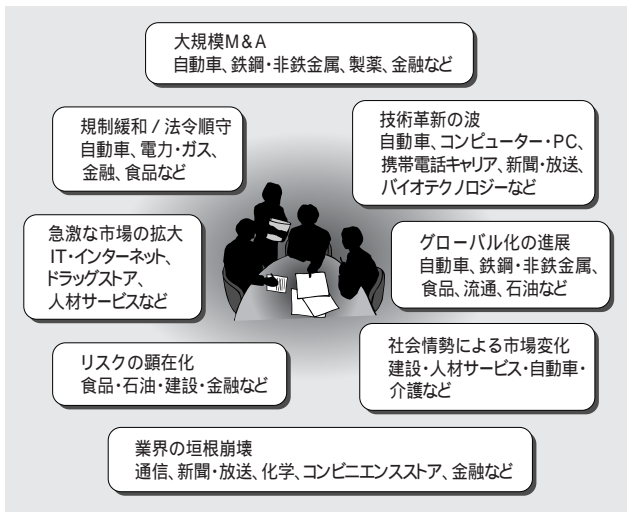 大規模M&A
自動車、鉄鋼・非鉄金属、製薬、金融など
規制緩和 / 法令順守
自動車、電力・ガス、
金融、食品など
技術革新の波
自動車、コンピューター・PC、
携帯電話キャリア、新聞・放送、
バイオテクノロジーなど
急激な市場の拡大
IT・インターネット、
ドラッグストア、
人材サービスなど
グローバル化の進展
自動車、鉄鋼・非鉄金属、
食品、流通、石油など
リスクの顕在化
食品・石油・建設・金融など
社会情勢による市場変化
建設・人材サービス・自動車・
介護など
業界の垣根崩壊
通信、新聞・放送、化学、コンビニエンスストア、金融など